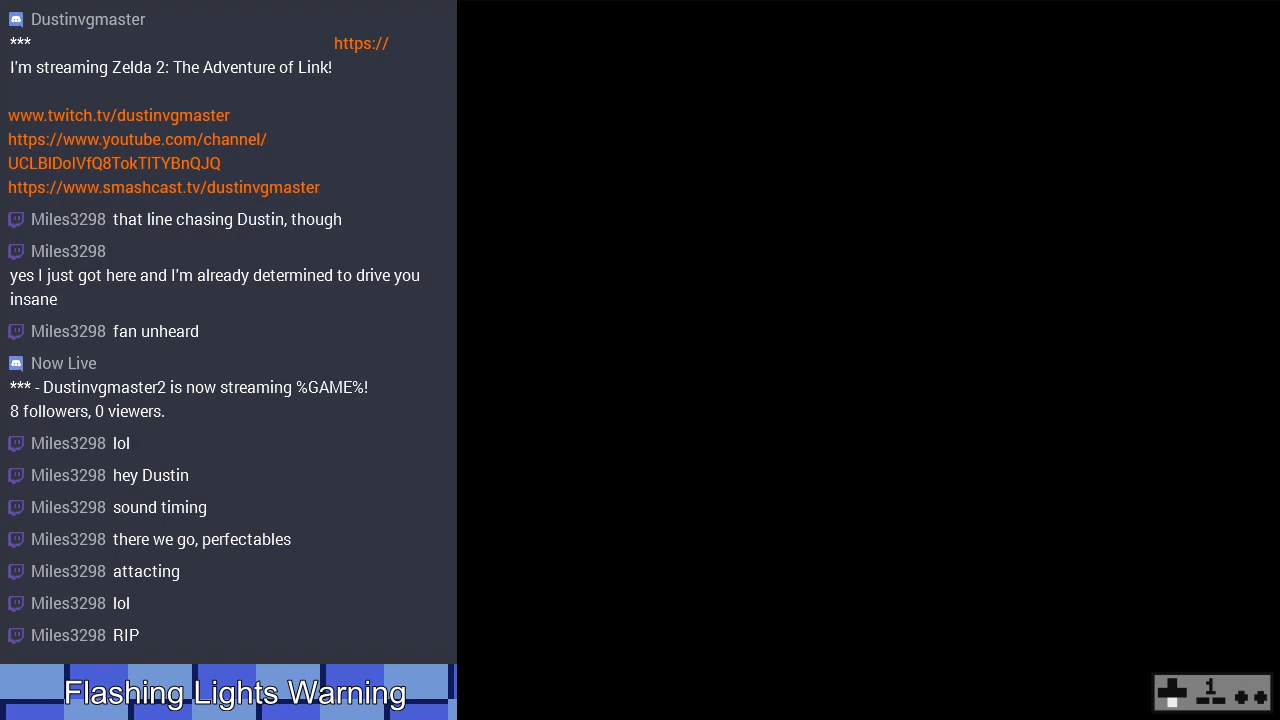 Dustinvgmaster
*** https://
I'm streaming Zelda 2: The Adventure of Link!
www.twitch.tv/dustinvgmaster
https://www.youtube.com/channel/
UCLBlDolVfQ8TokTlTYBnQJQ
https://www.smashcast.tv/dustinvgmaster
Miles3298 that line chasing Dustin, though
Miles3298
yes I just got here and I'm already determined to drive you
insane
Miles3298 fan unheard
Now Live
*** - Dustinvgmaster2 is now streaming %GAME%!
8 followers, 0 viewers.
Miles3298 lol
Miles3298 hey Dustin
Miles3298 sound timing
Miles3298 there we go, perfectables
Miles3298 attacting
Miles3298 lol
Miles3298 RIP
Flashing Lights Warning
1